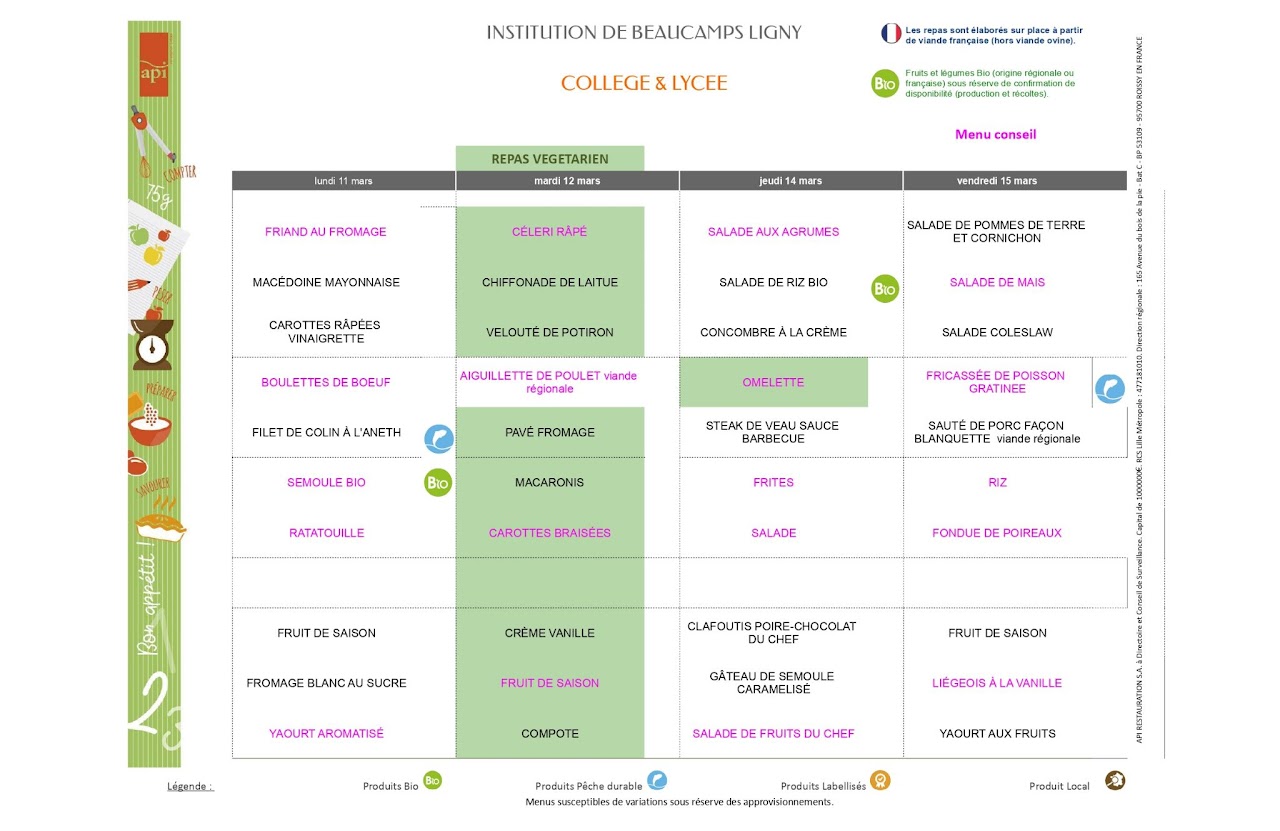 INSTITUTION DE BEAUCAMPS LIGNY
COLLEGE & LYCEE
Les repas sont élaborés sur place à partir
de viande française (hors viande ovine).
Bio
Fruits et légumes Bio (origine régionale ou
française) sous réserve de confirmation de
disponibilité (production et récoltes).
Menu conseil
api
COMPTER
75g
PESER
PRÉPARER
SAVOURER
Bon appétit !
1
2
3
REPAS VEGETARIEN
lundi 11 mars
mardi 12 mars
jeudi 14 mars
vendredi 15 mars
FRIAND AU FROMAGE
CÉLERI RÂPÉ
SALADE AUX AGRUMES
SALADE DE POMMES DE TERRE
ET CORNICHON
MACÉDOINE MAYONNAISE
CHIFFONADE DE LAITUE
SALADE DE RIZ BIO
Bio
SALADE DE MAIS
CAROTTES RÂPÉES
VINAIGRETTE
VELOUTÉ DE POTIRON
CONCOMBRE À LA CRÈME
SALADE COLESLAW
BOULETTES DE BOEUF
AIGUILLETTE DE POULET viande
régionale
OMELETTE
FRICASSÉE DE POISSON
GRATINEE
FILET DE COLIN À L'ANETH
PAVÉ FROMAGE
STEAK DE VEAU SAUCE
BARBECUE
SAUTÉ DE PORC FAÇON
BLANQUETTE viande régionale
SEMOULE BIO
Bio
MACARONIS
FRITES
RIZ
RATATOUILLE
CAROTTES BRAISÉES
SALADE
FONDUE DE POIREAUX
FRUIT DE SAISON
CRÈME VANILLE
CLAFOUTIS POIRE-CHOCOLAT
DU CHEF
FRUIT DE SAISON
FROMAGE BLANC AU SUCRE
FRUIT DE SAISON
GÂTEAU DE SEMOULE
CARAMELISÉ
LIÉGEOIS À LA VANILLE
YAOURT AROMATISÉ
COMPOTE
SALADE DE FRUITS DU CHEF
YAOURT AUX FRUITS
API RESTAURATION S.A. à Directoire et Conseil de Surveillance. Capital de 1000000€. RCS Lille Métropole : 477181010. Direction régionale : 165 Avenue du bois de la pie - Bat C - BP 53109 - 95700 ROISSY EN FRANCE
Légende :
Produits Bio
Bio
Produits Pêche durable
Produits Labellisés
Produit Local
Menus susceptibles de variations sous réserve des approvisionnements.